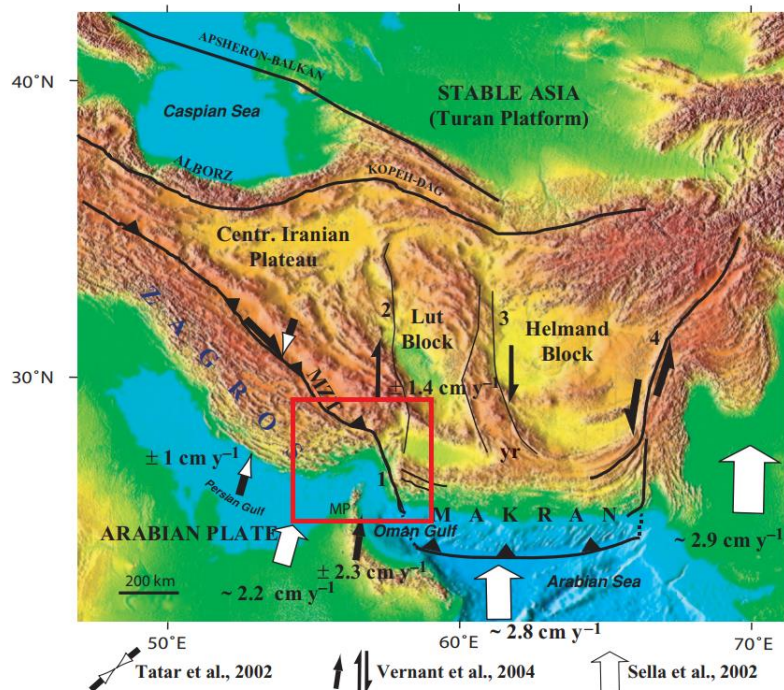 APSHERON-BALKAN
40°N
Caspian Sea
STABLE ASIA
(Turan Platform)
ALBORZ
KOPEH-DAG
Centr. Iranian
Plateau
ZAGROS
2
Lut
Block
3
Helmand
Block
4
30°N
MZT
± 1.4 cm y⁻¹
yr
± 1 cm y⁻¹
Persian Gulf
1
MP
MAKRAN
ARABIAN PLATE
Oman Gulf
~ 2.9 cm y⁻¹
200 km
~ 2.2 cm y⁻¹
± 2.3 cm y⁻¹
Arabian Sea
~ 2.8 cm y⁻¹
50°E
60°E
70°E
Tatar et al., 2002
Vernant et al., 2004
Sella et al., 2002